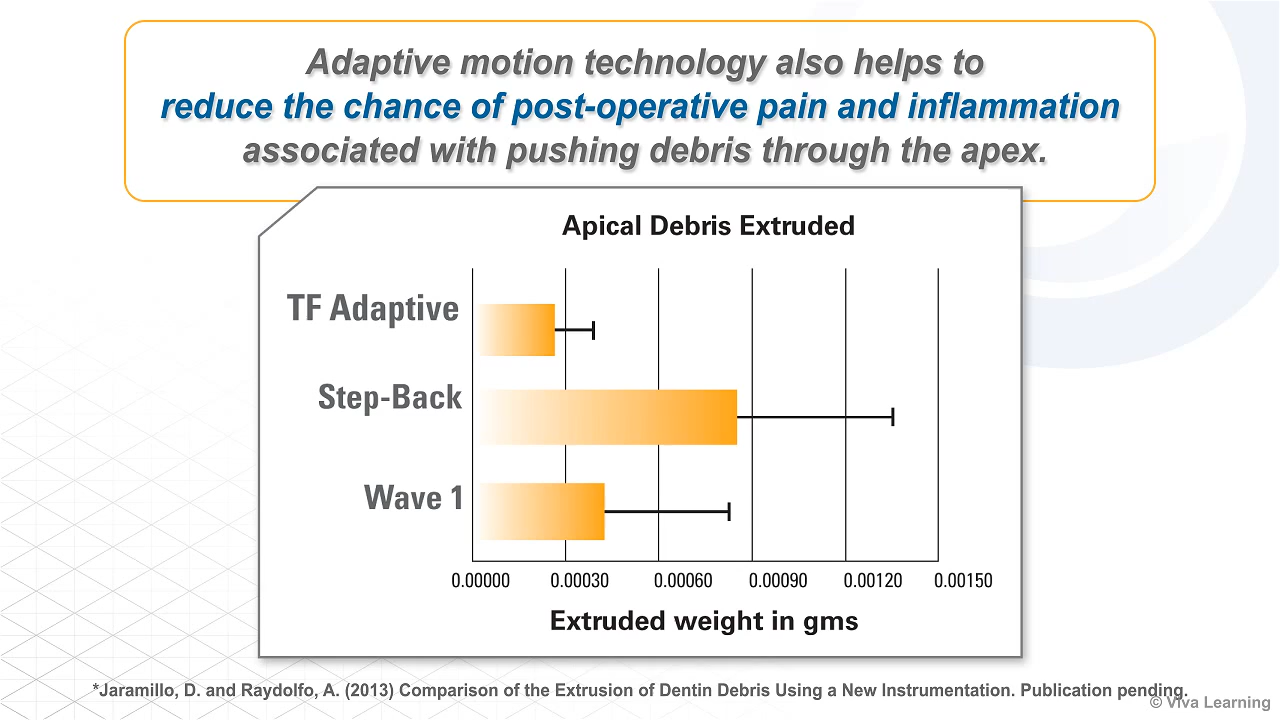 Adaptive motion technology also helps to
reduce the chance of post-operative pain and inflammation
associated with pushing debris through the apex.
Apical Debris Extruded
TF Adaptive
Step-Back
Wave 1
0.00000 0.00030 0.00060 0.00090 0.00120 0.00150
Extruded weight in gms
*Jaramillo, D. and Raydolfo, A. (2013) Comparison of the Extrusion of Dentin Debris Using a New Instrumentation. Publication pending.
© Viva Learning